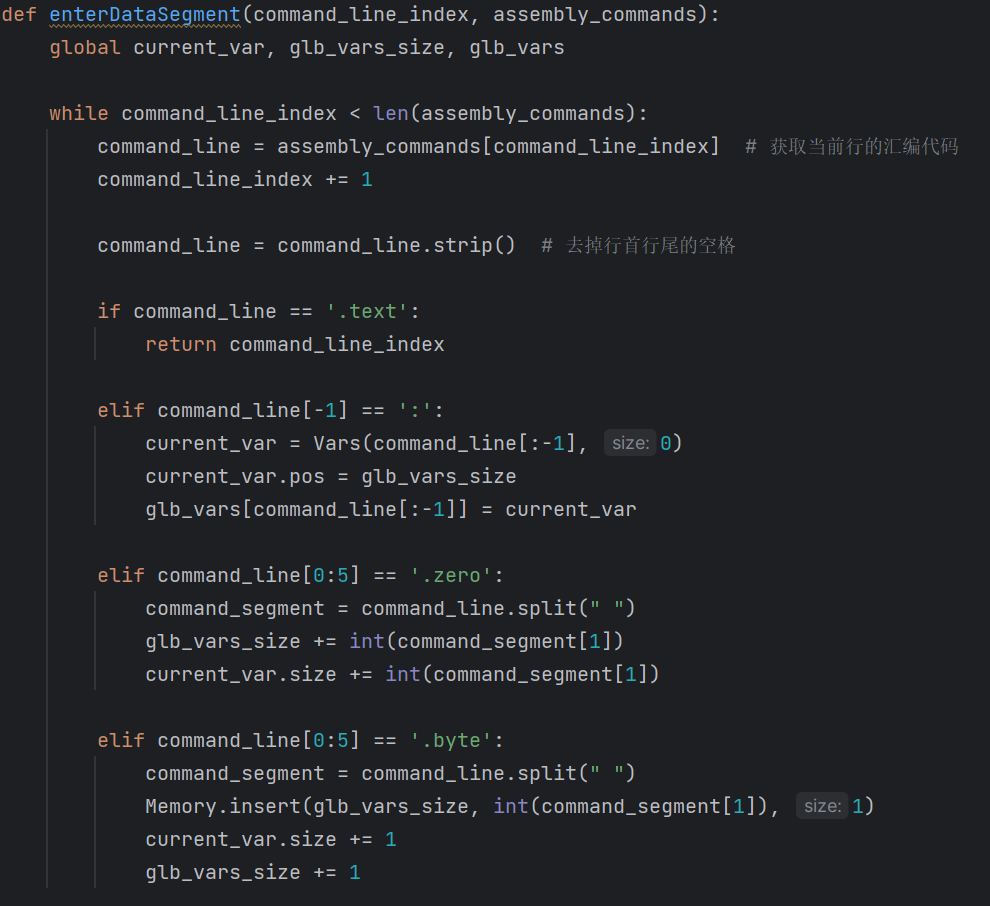 def enterDataSegment(command_line_index, assembly_commands):
    global current_var, glb_vars_size, glb_vars

    while command_line_index < len(assembly_commands):
        command_line = assembly_commands[command_line_index]  # 获取当前行的汇编代码
        command_line_index += 1

        command_line = command_line.strip()  # 去掉行首行尾的空格

        if command_line == '.text':
            return command_line_index

        elif command_line[-1] == ':':
            current_var = Vars(command_line[:-1], size: 0)
            current_var.pos = glb_vars_size
            glb_vars[command_line[:-1]] = current_var

        elif command_line[0:5] == '.zero':
            command_segment = command_line.split(" ")
            glb_vars_size += int(command_segment[1])
            current_var.size += int(command_segment[1])

        elif command_line[0:5] == '.byte':
            command_segment = command_line.split(" ")
            Memory.insert(glb_vars_size, int(command_segment[1]), size: 1)
            current_var.size += 1
            glb_vars_size += 1